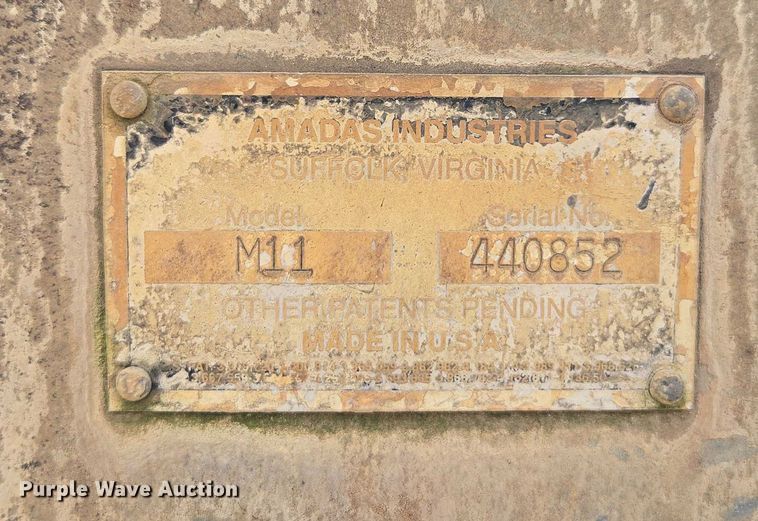 AMADAS INDUSTRIES
SUFFOLK, VIRGINIA
Model
Serial No.
M11
440852
OTHER PATENTS PENDING
MADE IN U.S.A.
Purple Wave Auction